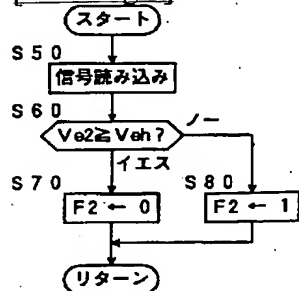 スタート
S50
信号読み込み
S60
Ve2≧Veh?
ノー
イエス
S70
S80
F2 ← 0
F2 ← 1
リターン